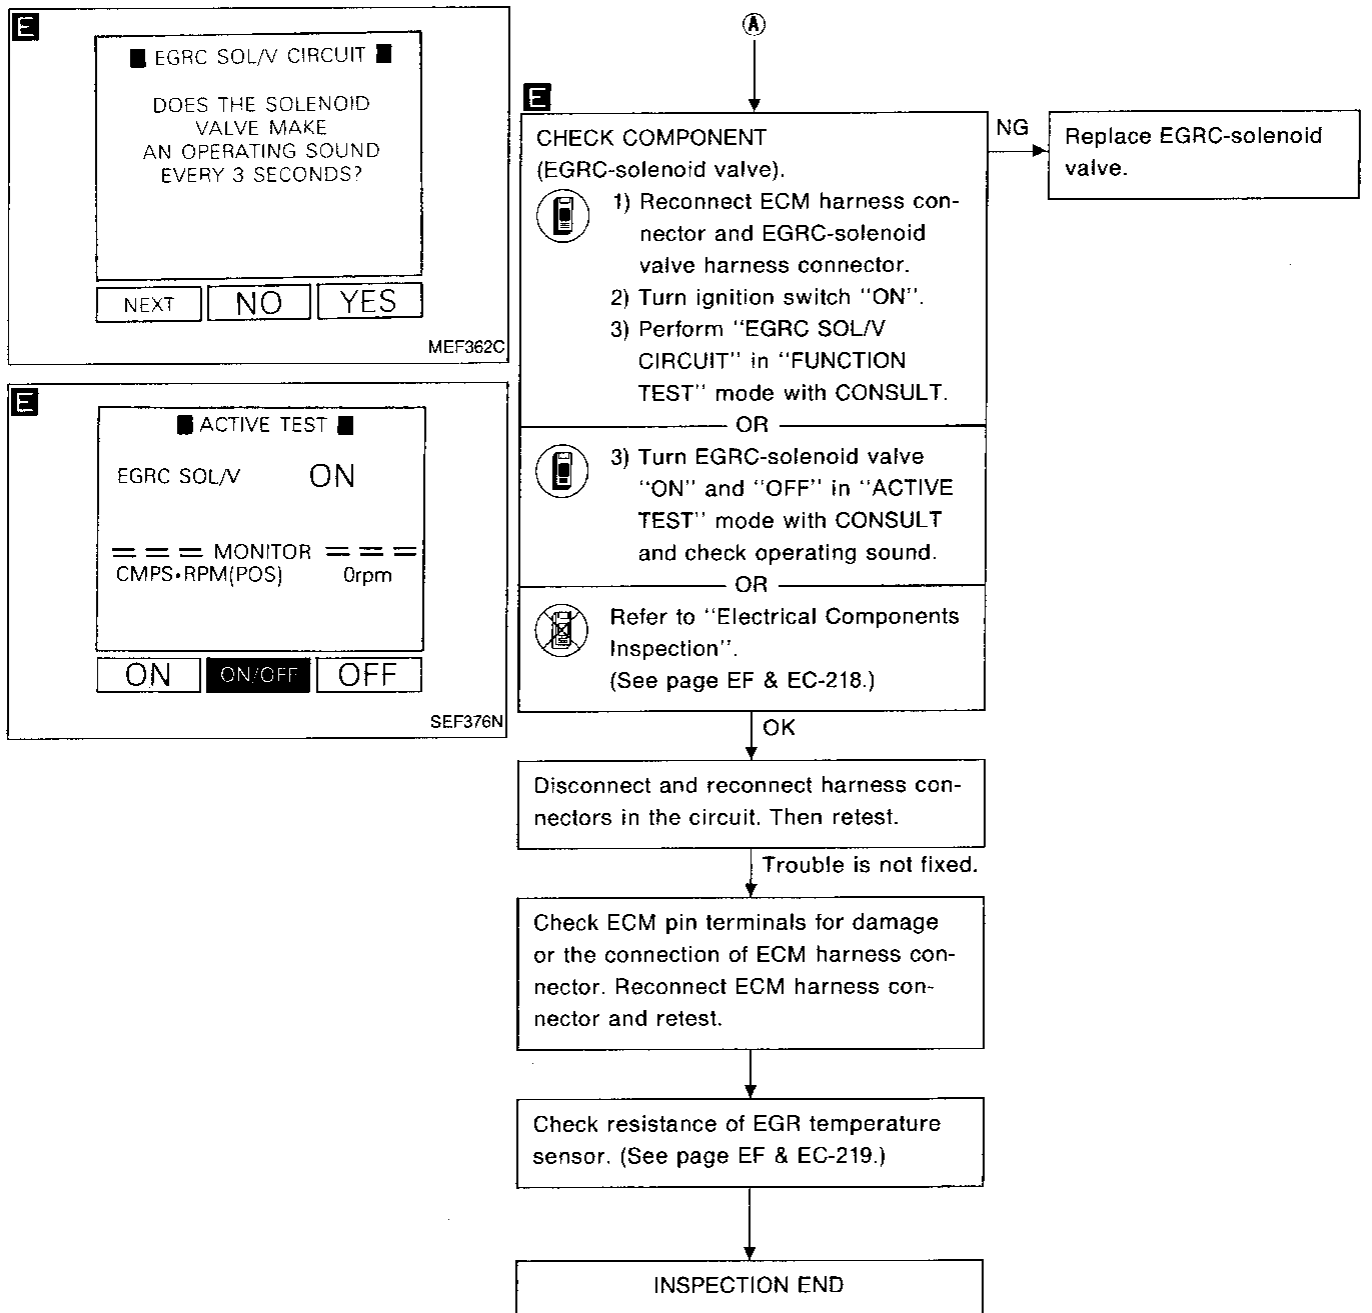 E
■ EGRC SOL/V CIRCUIT ■
DOES THE SOLENOID
VALVE MAKE
AN OPERATING SOUND
EVERY 3 SECONDS?
NEXT
NO
YES
MEF362C
E
■ ACTIVE TEST ■
EGRC SOL/V ON
= = = MONITOR = = =
CMPS•RPM(POS) 0rpm
ON
ON/OFF
OFF
SEF376N
A
E
CHECK COMPONENT
(EGRC-solenoid valve).
1) Reconnect ECM harness con-
nector and EGRC-solenoid
valve harness connector.
2) Turn ignition switch "ON".
3) Perform "EGRC SOL/V
CIRCUIT" in "FUNCTION
TEST" mode with CONSULT.
OR
3) Turn EGRC-solenoid valve
"ON" and "OFF" in "ACTIVE
TEST" mode with CONSULT
and check operating sound.
OR
Refer to "Electrical Components
Inspection".
(See page EF & EC-218.)
NG
Replace EGRC-solenoid
valve.
OK
Disconnect and reconnect harness con-
nectors in the circuit. Then retest.
Trouble is not fixed.
Check ECM pin terminals for damage
or the connection of ECM harness con-
nector. Reconnect ECM harness con-
nector and retest.
Check resistance of EGR temperature
sensor. (See page EF & EC-219.)
INSPECTION END